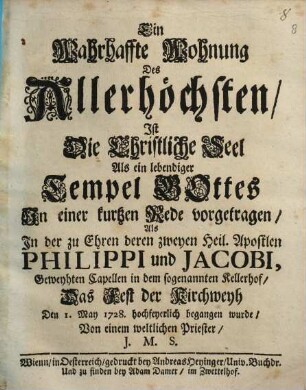 8
8
Ein
Wahrhaffte Wohnung
Des
Allerhöchsten/
Ist
Die Christliche Seel
Als ein lebendiger
Tempel GOttes
In einer kurtzen Rede vorgetragen/
Als
In der zu Ehren deren zweyen Heil. Apostlen
PHILIPPI und JACOBI,
Geweyhten Capellen in dem sogenannten Kellerhof/
Das Fest der Kirchweyh
Den 1. May 1728. hochfeyerlich begangen wurde/
Von einem weltlichen Priester/
J. M. S.
Wienn/in Oesterreich/gedruckt bey Andreas Heyinger/Univ. Buchdr.
Und zu finden bey Adam Damer/ im Zwettelhof.